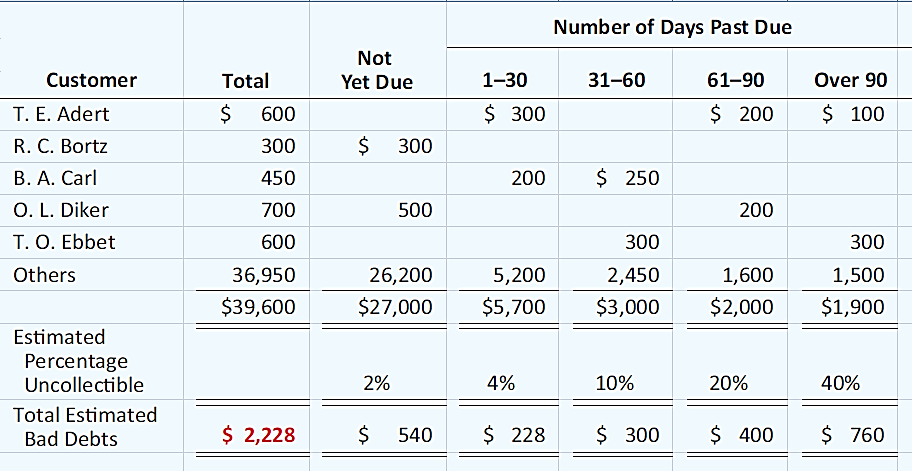 Number of Days Past Due
Customer Total Not Yet Due 1–30 31–60 61–90 Over 90
T. E. Adert $ 600 $ 300 $ 200 $ 100
R. C. Bortz 300 $ 300
B. A. Carl 450 200 $ 250
O. L. Diker 700 500 200
T. O. Ebbet 600 300 300
Others 36,950 26,200 5,200 2,450 1,600 1,500
$39,600 $27,000 $5,700 $3,000 $2,000 $1,900
Estimated
Percentage
Uncollectible 2% 4% 10% 20% 40%
Total Estimated
Bad Debts $ 2,228 $ 540 $ 228 $ 300 $ 400 $ 760